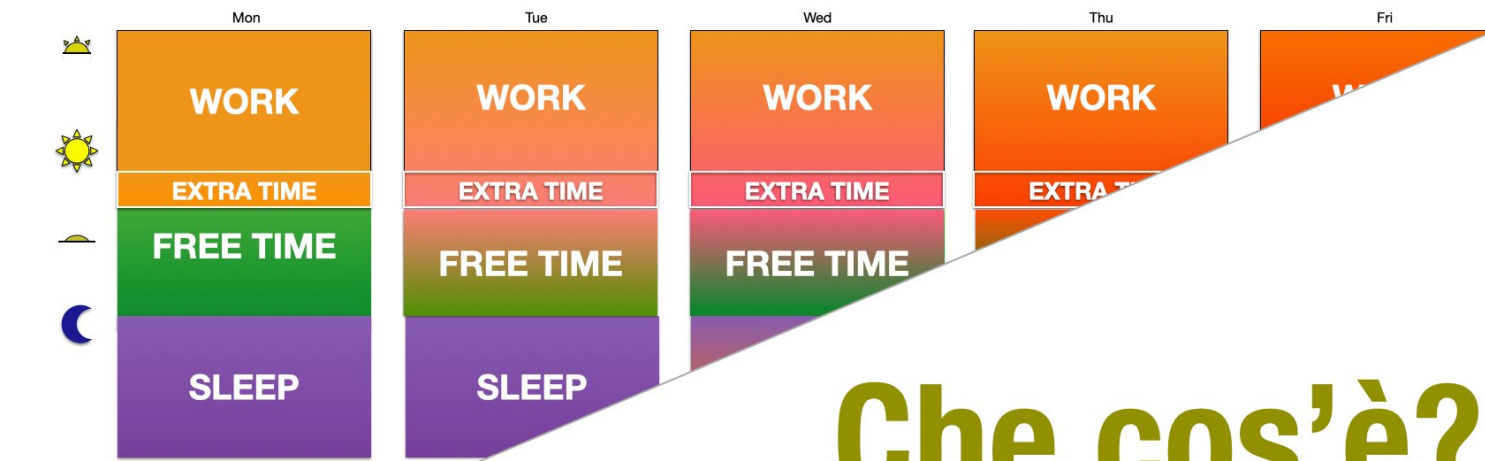 Mon Tue Wed Thu Fri
WORK WORK WORK WORK
EXTRA TIME EXTRA TIME EXTRA TIME EXTRA
FREE TIME FREE TIME FREE TIME
SLEEP SLEEP
Che cos'è?